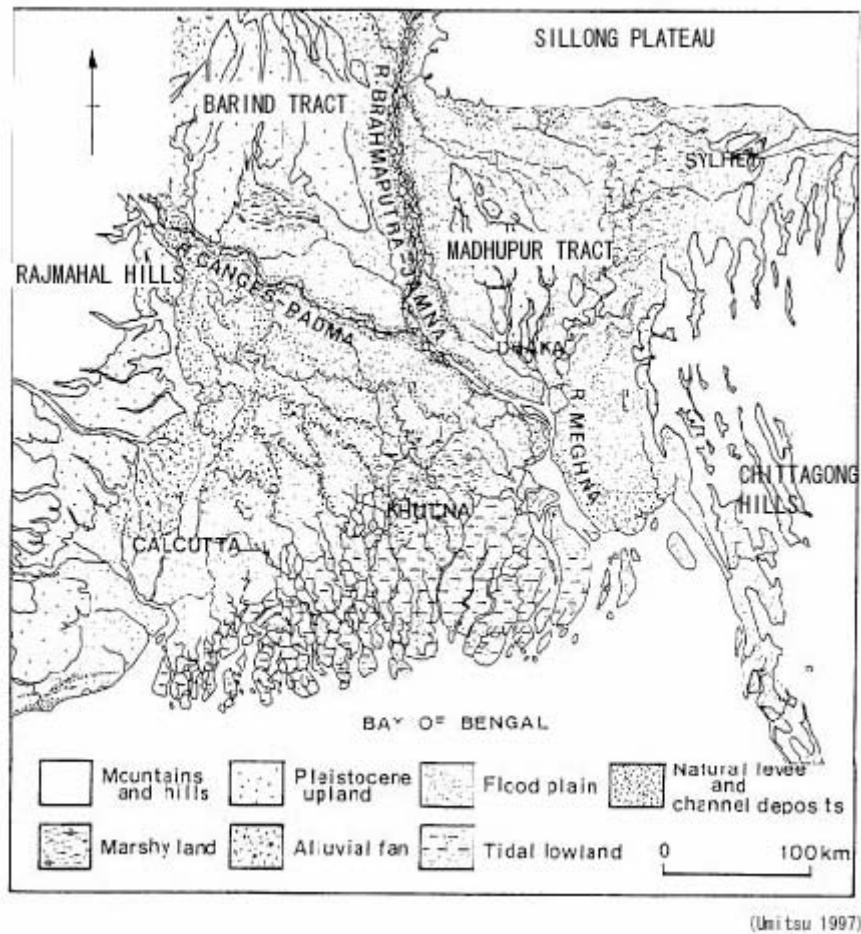 SILLONG PLATEAU
BARIND TRACT
R.BRAHMAPUTRA-JAMNA
SYLHET
MADHUPUR TRACT
RAJMAHAL HILLS
R.GANGES-PADMA
DHAKA
R.MEGHNA
CHITTAGONG
HILLS
KHULNA
CALCUTTA
BAY OF BENGAL
Mountains
and hills
Pleistocene
upland
Flood plain
Natural levee
and
channel deposits
Marshy land
Alluvial fan
Tidal lowland
0 100km
(Umitsu 1997)